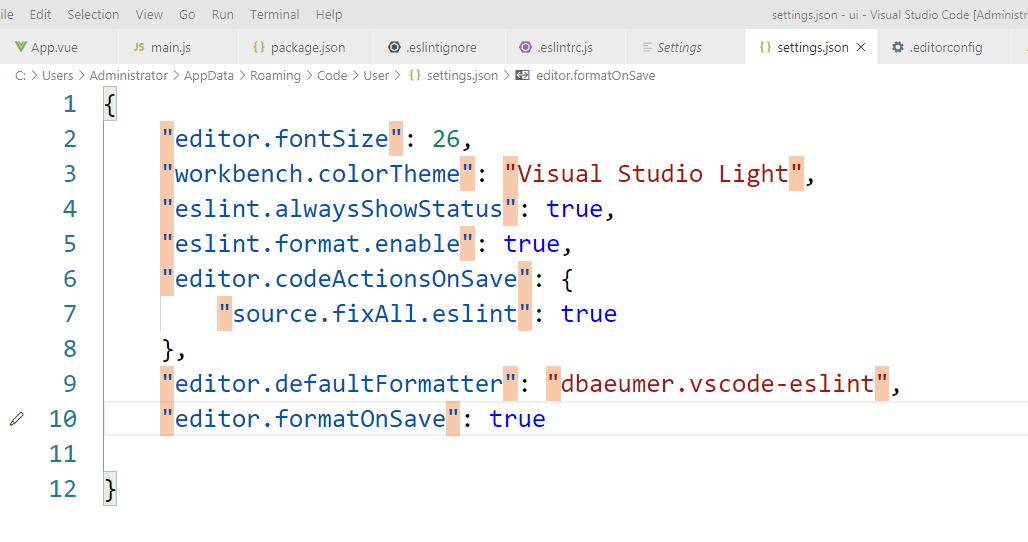 ile Edit Selection View Go Run Terminal Help settings.json - ui - Visual Studio Code [Administr
App.vue JS main.js {} package.json .eslintignore .eslintrc.js Settings {} settings.json × .editorconfig
C: > Users > Administrator > AppData > Roaming > Code > User > {} settings.json > editor.formatOnSave
1 {
2 "editor.fontSize": 26,
3 "workbench.colorTheme": "Visual Studio Light",
4 "eslint.alwaysShowStatus": true,
5 "eslint.format.enable": true,
6 "editor.codeActionsOnSave": {
7 "source.fixAll.eslint": true
8 },
9 "editor.defaultFormatter": "dbaeumer.vscode-eslint",
10 "editor.formatOnSave": true
11
12 }